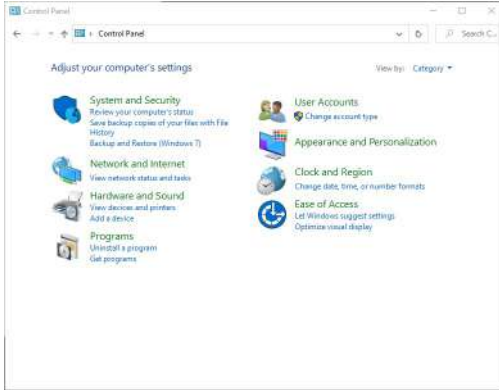 Control Panel
Control Panel
Search C...
Adjust your computer's settings
View by: Category
System and Security
Review your computer's status
Save backup copies of your files with File
History
Backup and Restore (Windows 7)
Network and Internet
View network status and tasks
Hardware and Sound
View devices and printers
Add a device
Programs
Uninstall a program
Get programs
User Accounts
Change account type
Appearance and Personalization
Clock and Region
Change date, time, or number formats
Ease of Access
Let Windows suggest settings
Optimize visual display